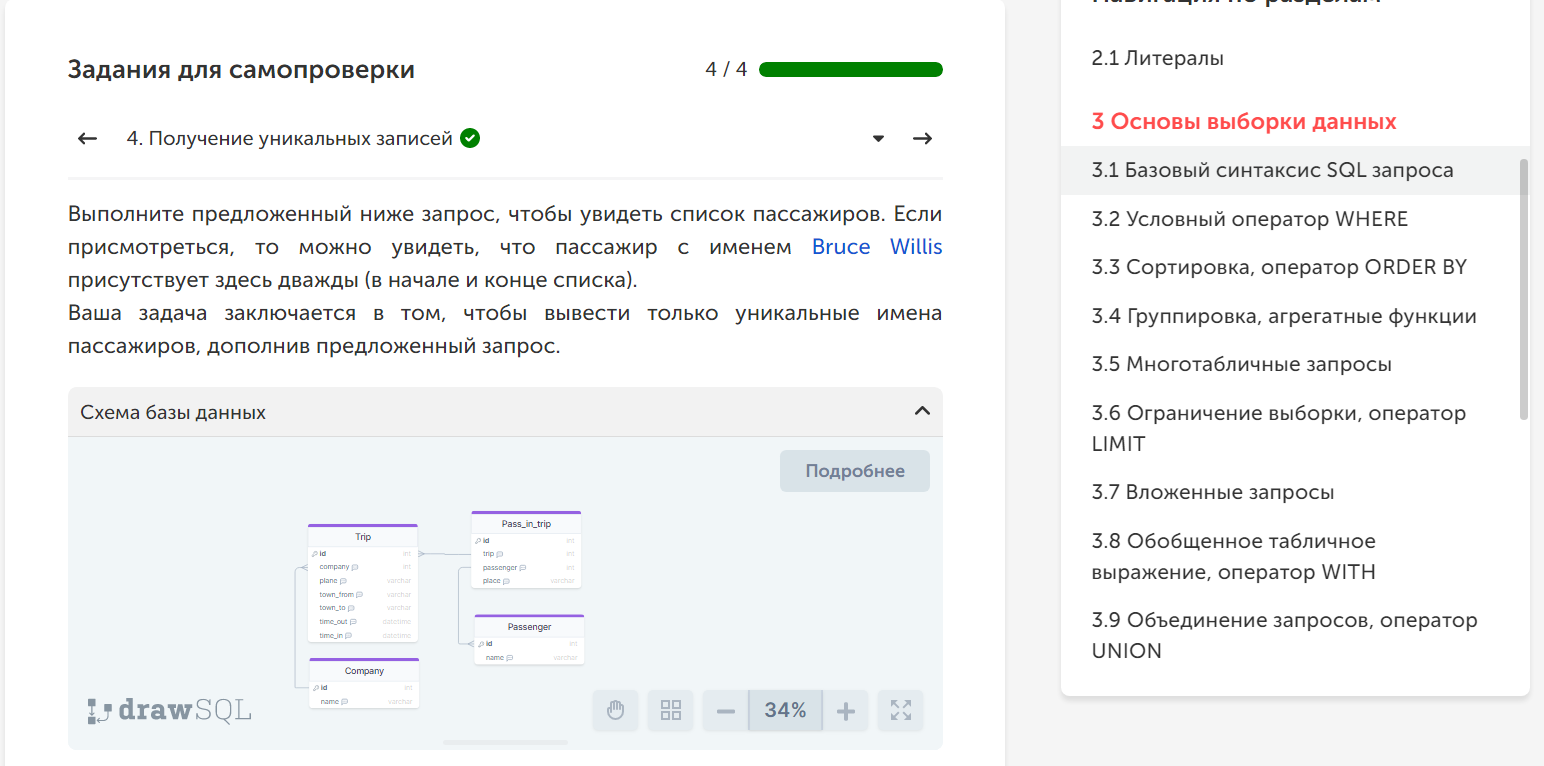 Задания для самопроверки
4 / 4
4. Получение уникальных записей
Выполните предложенный ниже запрос, чтобы увидеть список пассажиров. Если
присмотреться, то можно увидеть, что пассажир с именем Bruce Willis
присутствует здесь дважды (в начале и конце списка).
Ваша задача заключается в том, чтобы вывести только уникальные имена
пассажиров, дополнив предложенный запрос.
Схема базы данных
Подробнее
Trip
id int
company int
plane varchar
town_from varchar
town_to varchar
time_out datetime
time_in datetime
Pass_in_trip
id int
trip int
passenger int
place varchar
Passenger
id int
name varchar
Company
id int
name varchar
drawSQL
34%
2.1 Литералы
3 Основы выборки данных
3.1 Базовый синтаксис SQL запроса
3.2 Условный оператор WHERE
3.3 Сортировка, оператор ORDER BY
3.4 Группировка, агрегатные функции
3.5 Многотабличные запросы
3.6 Ограничение выборки, оператор
LIMIT
3.7 Вложенные запросы
3.8 Обобщенное табличное
выражение, оператор WITH
3.9 Объединение запросов, оператор
UNION